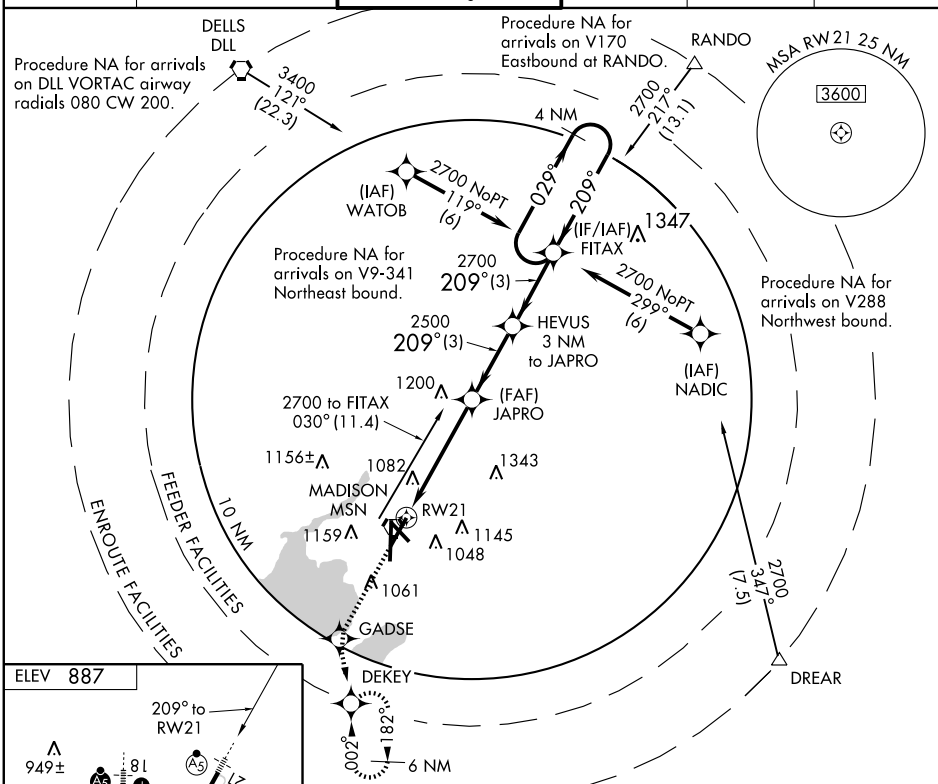 DELLS
DLL
Procedure NA for arrivals
on DLL VORTAC airway
radials 080 CW 200.
3400
121°
(22.3)
Procedure NA for
arrivals on V170
Eastbound at RANDO.
RANDO
2700
217°
(13.1)
MSA RW21 25 NM
3600
4 NM
029°
209°
(IAF)
WATOB
2700 NoPT
119°
(6)
(IF/IAF)
FITAX
1347
Procedure NA for
arrivals on V9-341
Northeast bound.
2700
209° (3)
2700 NoPT
299°
(6)
Procedure NA for
arrivals on V288
Northwest bound.
2500
209° (3)
HEVUS
3 NM
to JAPRO
(IAF)
NADIC
1200
(FAF)
JAPRO
2700 to FITAX
030° (11.4)
1156±
1082
1343
MADISON
MSN
RW21
1159
1145
1048
1061
10 NM
FEEDER FACILITIES
ENROUTE FACILITIES
2700
347°
(7.5)
GADSE
DEKEY
DREAR
002°
182°
6 NM
ELEV 887
209° to
RW21
949±
A5
18
A5
21